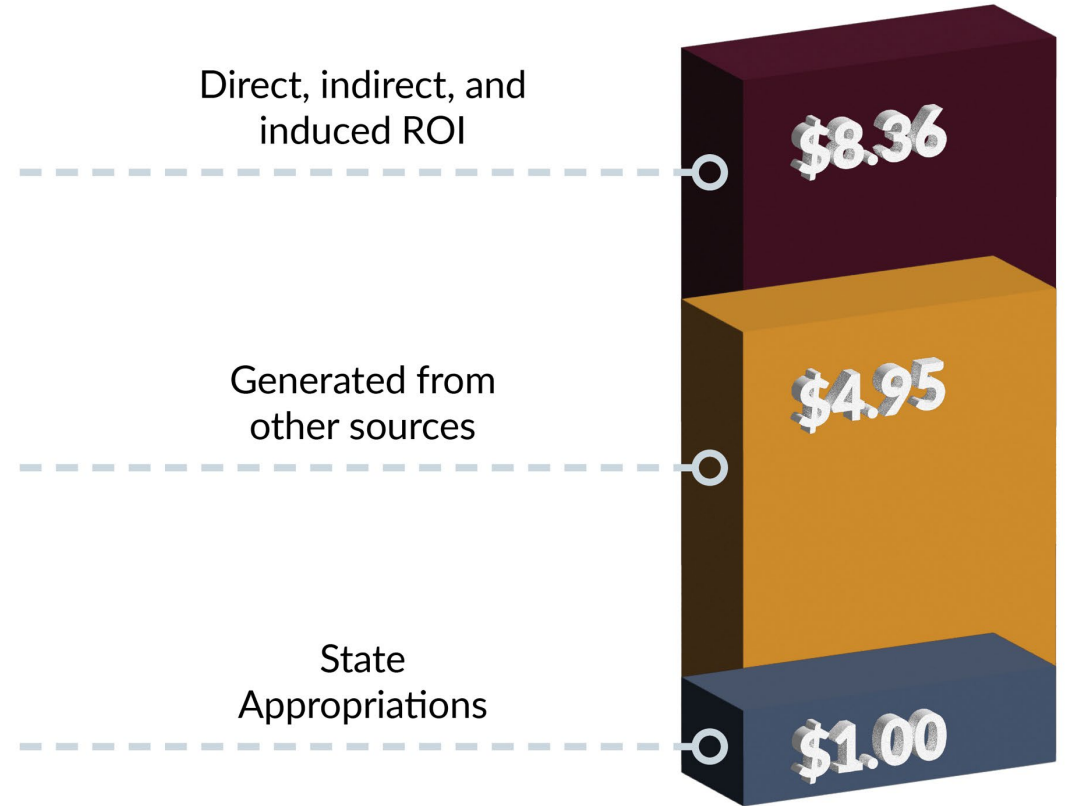 Direct, indirect, and
induced ROI
$8.36
Generated from
other sources
$4.95
State
Appropriations
$1.00